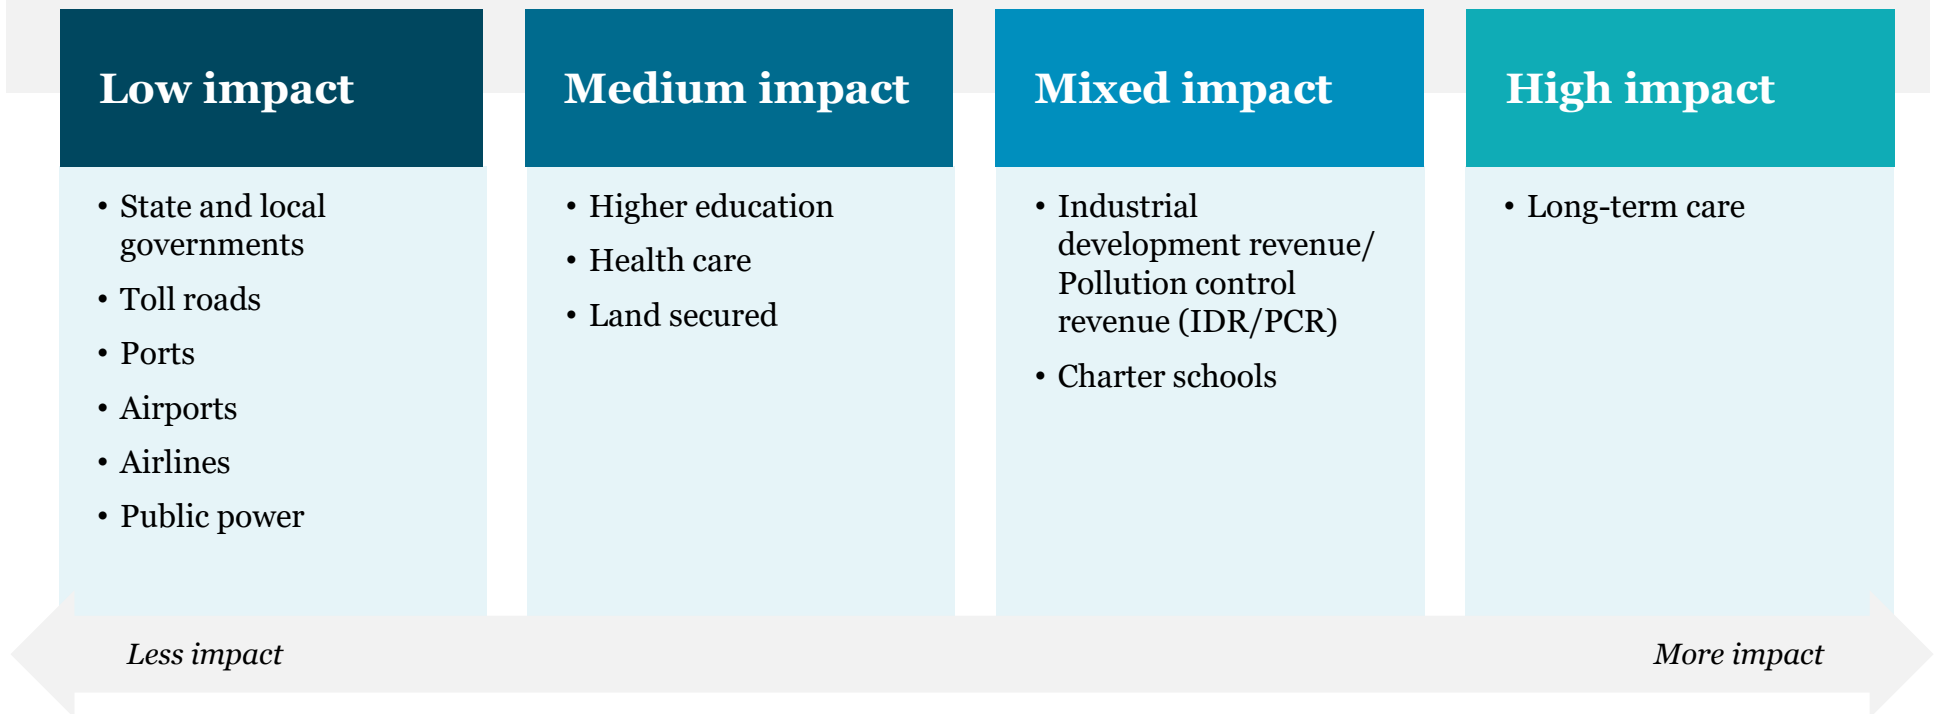 Low impact
• State and local
governments
• Toll roads
• Ports
• Airports
• Airlines
• Public power
Medium impact
• Higher education
• Health care
• Land secured
Mixed impact
• Industrial
development revenue/
Pollution control
revenue (IDR/PCR)
• Charter schools
High impact
• Long-term care
Less impact
More impact